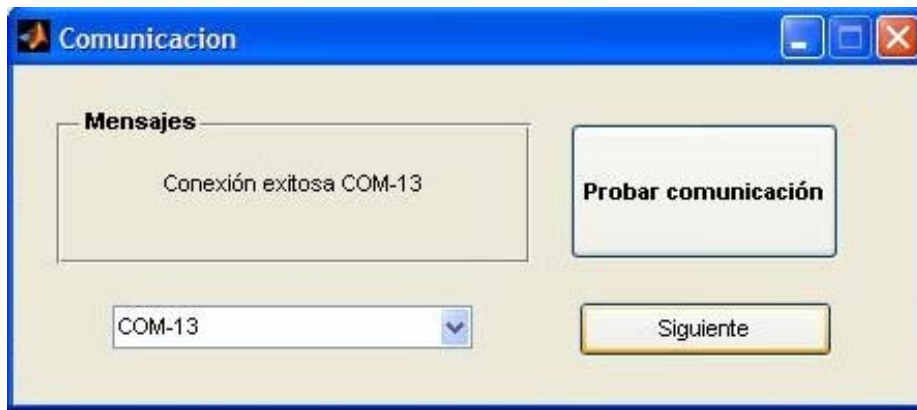 Comunicacion
Mensajes
Conexión exitosa COM-13
Probar comunicación
COM-13
Siguiente